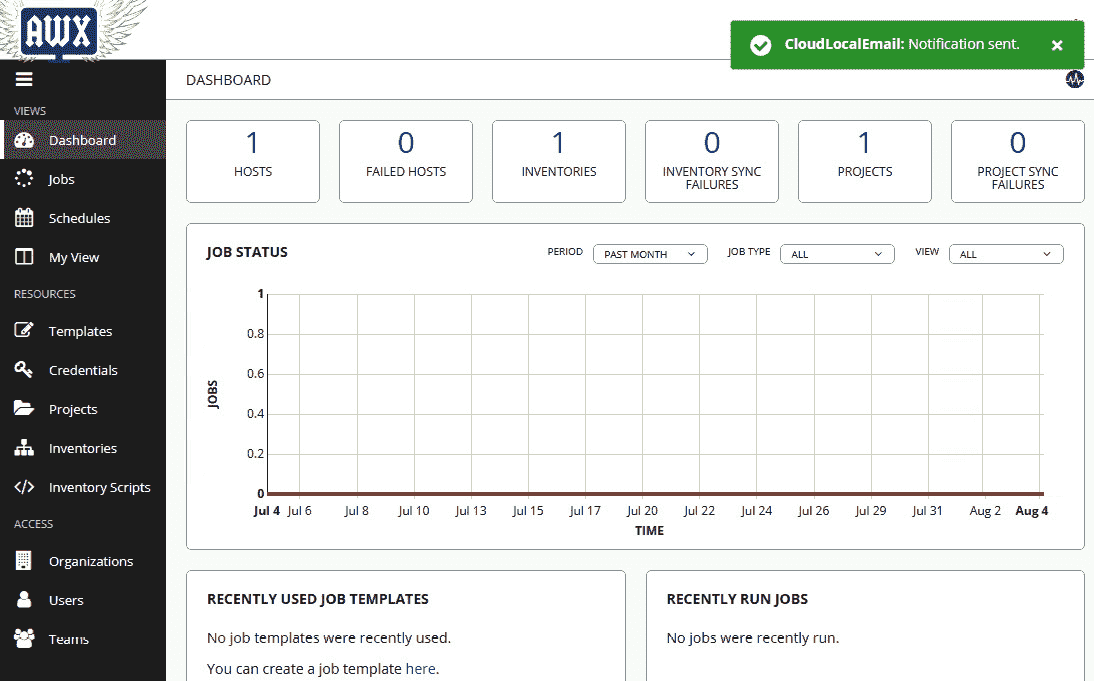 AWX
CloudLocalEmail: Notification sent.
DASHBOARD
VIEWS
Dashboard
Jobs
Schedules
My View
RESOURCES
Templates
Credentials
Projects
Inventories
Inventory Scripts
ACCESS
Organizations
Users
Teams
1
HOSTS
0
FAILED HOSTS
1
INVENTORIES
0
INVENTORY SYNC
FAILURES
1
PROJECTS
0
PROJECT SYNC
FAILURES
JOB STATUS
PERIOD PAST MONTH JOB TYPE ALL VIEW ALL
1
0.8
0.6
0.4
0.2
0
JOBS
Jul 4 Jul 6 Jul 8 Jul 10 Jul 13 Jul 15 Jul 17 Jul 20 Jul 22 Jul 24 Jul 26 Jul 29 Jul 31 Aug 2 Aug 4
TIME
RECENTLY USED JOB TEMPLATES
No job templates were recently used.
You can create a job template here.
RECENTLY RUN JOBS
No jobs were recently run.